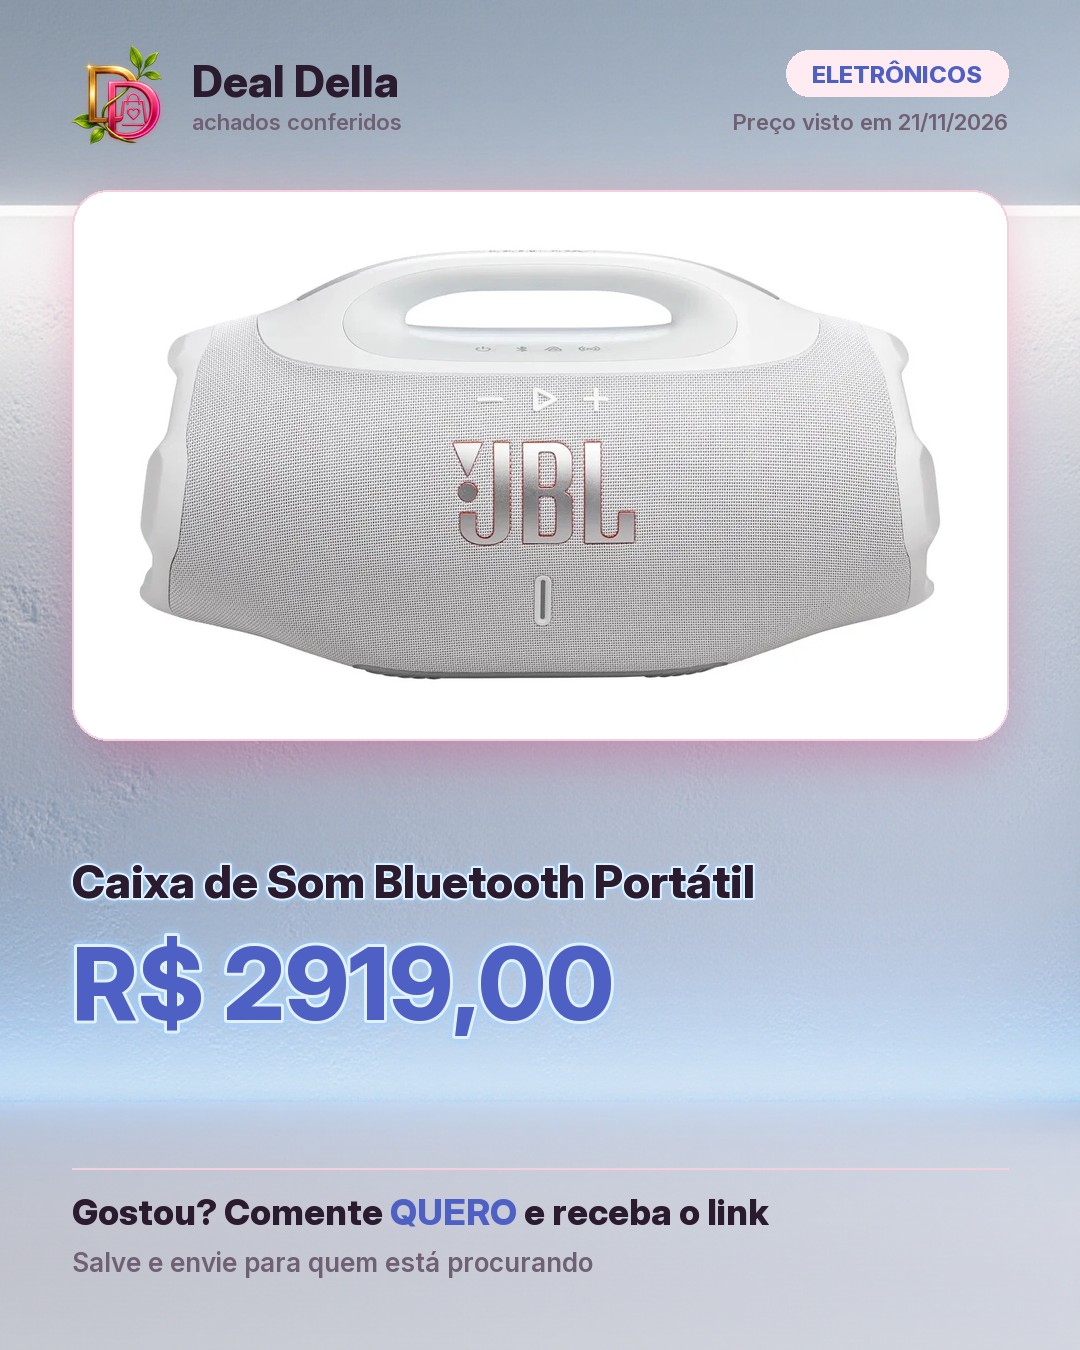 Deal Della
achados conferidos
ELETRÔNICOS
Preço visto em 21/11/2026
JBL
Caixa de Som Bluetooth Portátil
R$ 2919,00
Gostou? Comente QUERO e receba o link
Salve e envie para quem está procurando